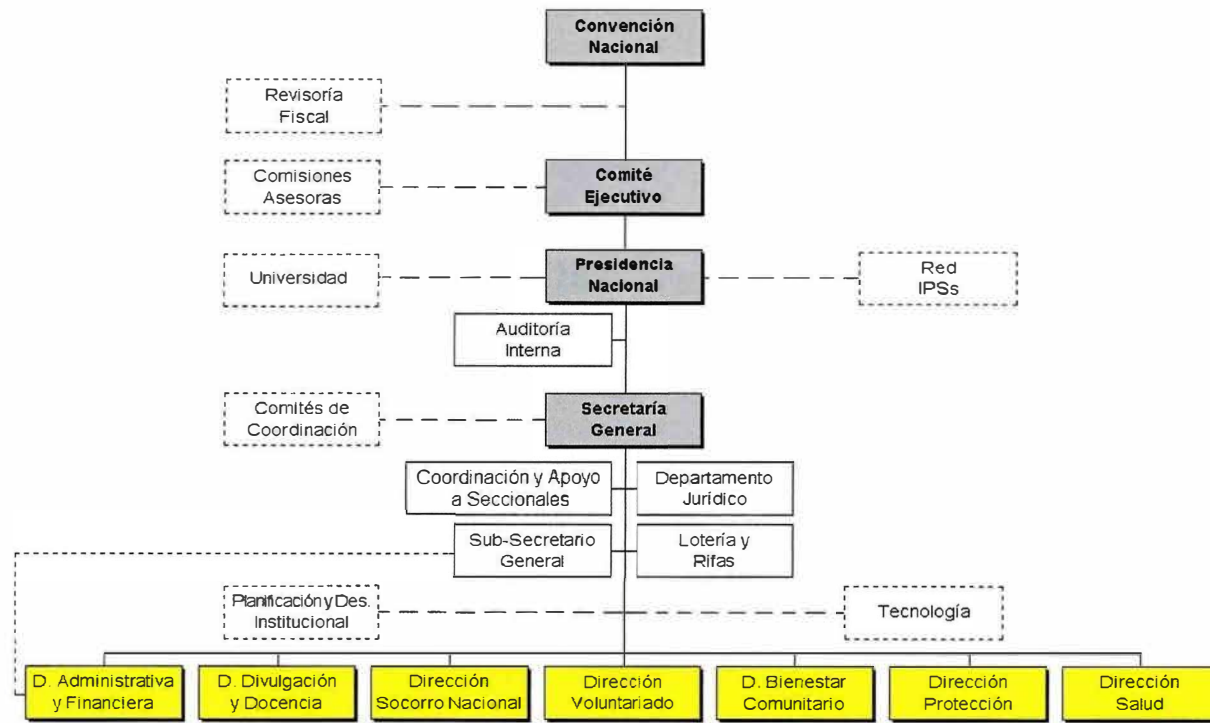 Convención
Nacional
Revisoría
Fiscal
Comisiones
Asesoras
Comité
Ejecutivo
Universidad
Presidencia
Nacional
Red
IPSs
Auditoría
Interna
Comités de
Coordinación
Secretaría
General
Coordinación y Apoyo
a Seccionales
Departamento
Jurídico
Sub-Secretario
General
Lotería y
Rifas
Planificación y Des.
Institucional
Tecnología
D. Administrativa
y Financiera
D. Divulgación
y Docencia
Dirección
Socorro Nacional
Dirección
Voluntariado
D. Bienestar
Comunitario
Dirección
Protección
Dirección
Salud